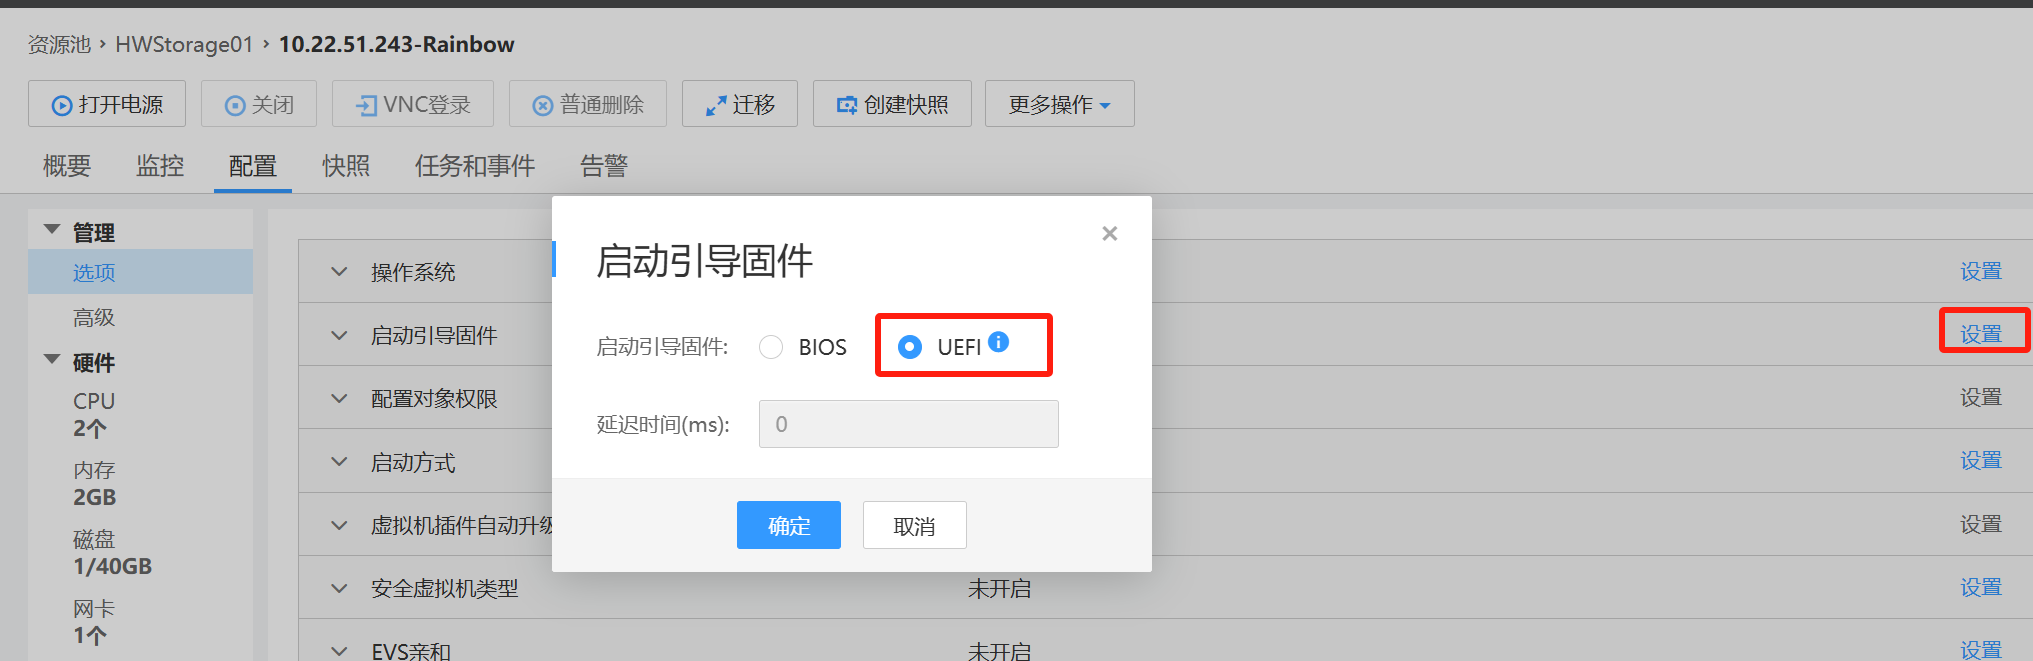 资源池 › HWStorage01 › 10.22.51.243-Rainbow
打开电源 关闭 VNC登录 普通删除 迁移 创建快照 更多操作
概要 监控 配置 快照 任务和事件 告警
管理
选项
高级
硬件
CPU
2个
内存
2GB
磁盘
1/40GB
网卡
1个
操作系统 设置
启动引导固件 设置
配置对象权限 设置
启动方式 设置
虚拟机插件自动升级 设置
安全虚拟机类型 未开启 设置
EVS亲和 未开启 设置
启动引导固件
×
启动引导固件: BIOS UEFI
延迟时间(ms): 0
确定 取消